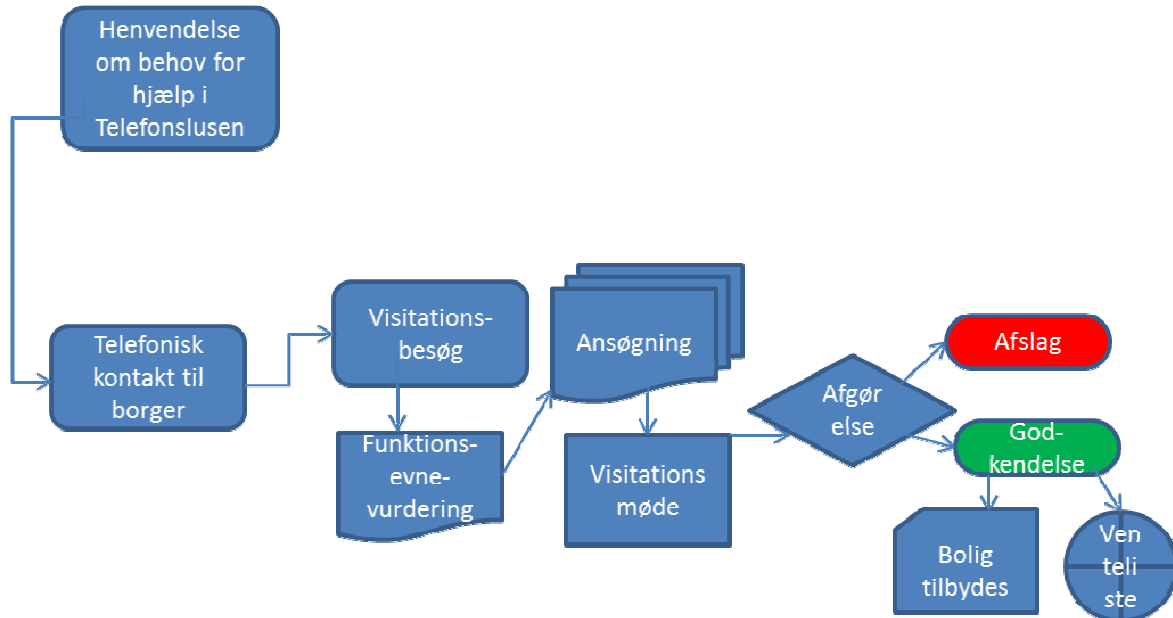 Henvendelse
om behov for
hjælp i
Telefonslusen
Telefonisk
kontakt til
borger
Visitations-
besøg
Funktions-
evne-
vurdering
Ansøgning
Visitations
møde
Afgør
else
Afslag
God-
kendelse
Bolig
tilbydes
Ven
teli
ste